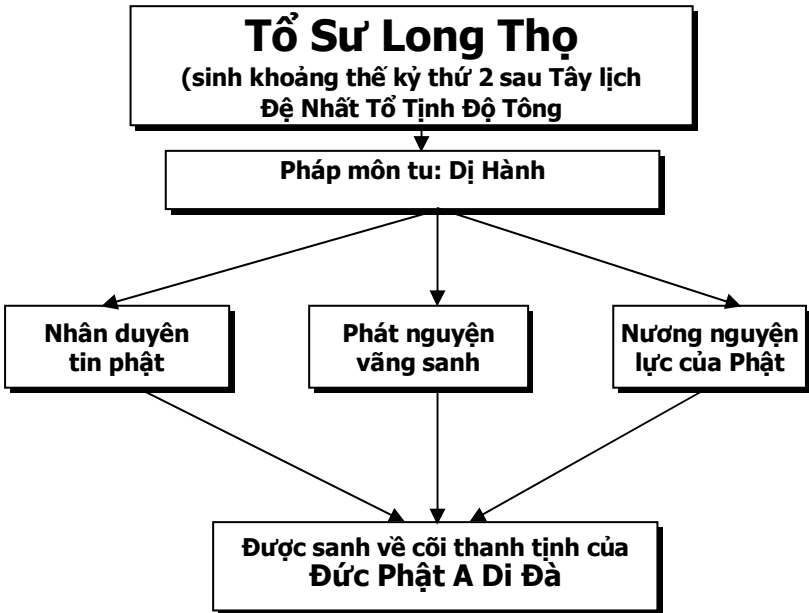 Tổ Sư Long Thọ
(sinh khoảng thế kỷ thứ 2 sau Tây lịch
Đệ Nhất Tổ Tịnh Độ Tông
Pháp môn tu: Dị Hành
Nhân duyên
tin phật
Phát nguyện
vãng sanh
Nương nguyện
lực của Phật
Được sanh về cõi thanh tịnh của
Đức Phật A Di Đà